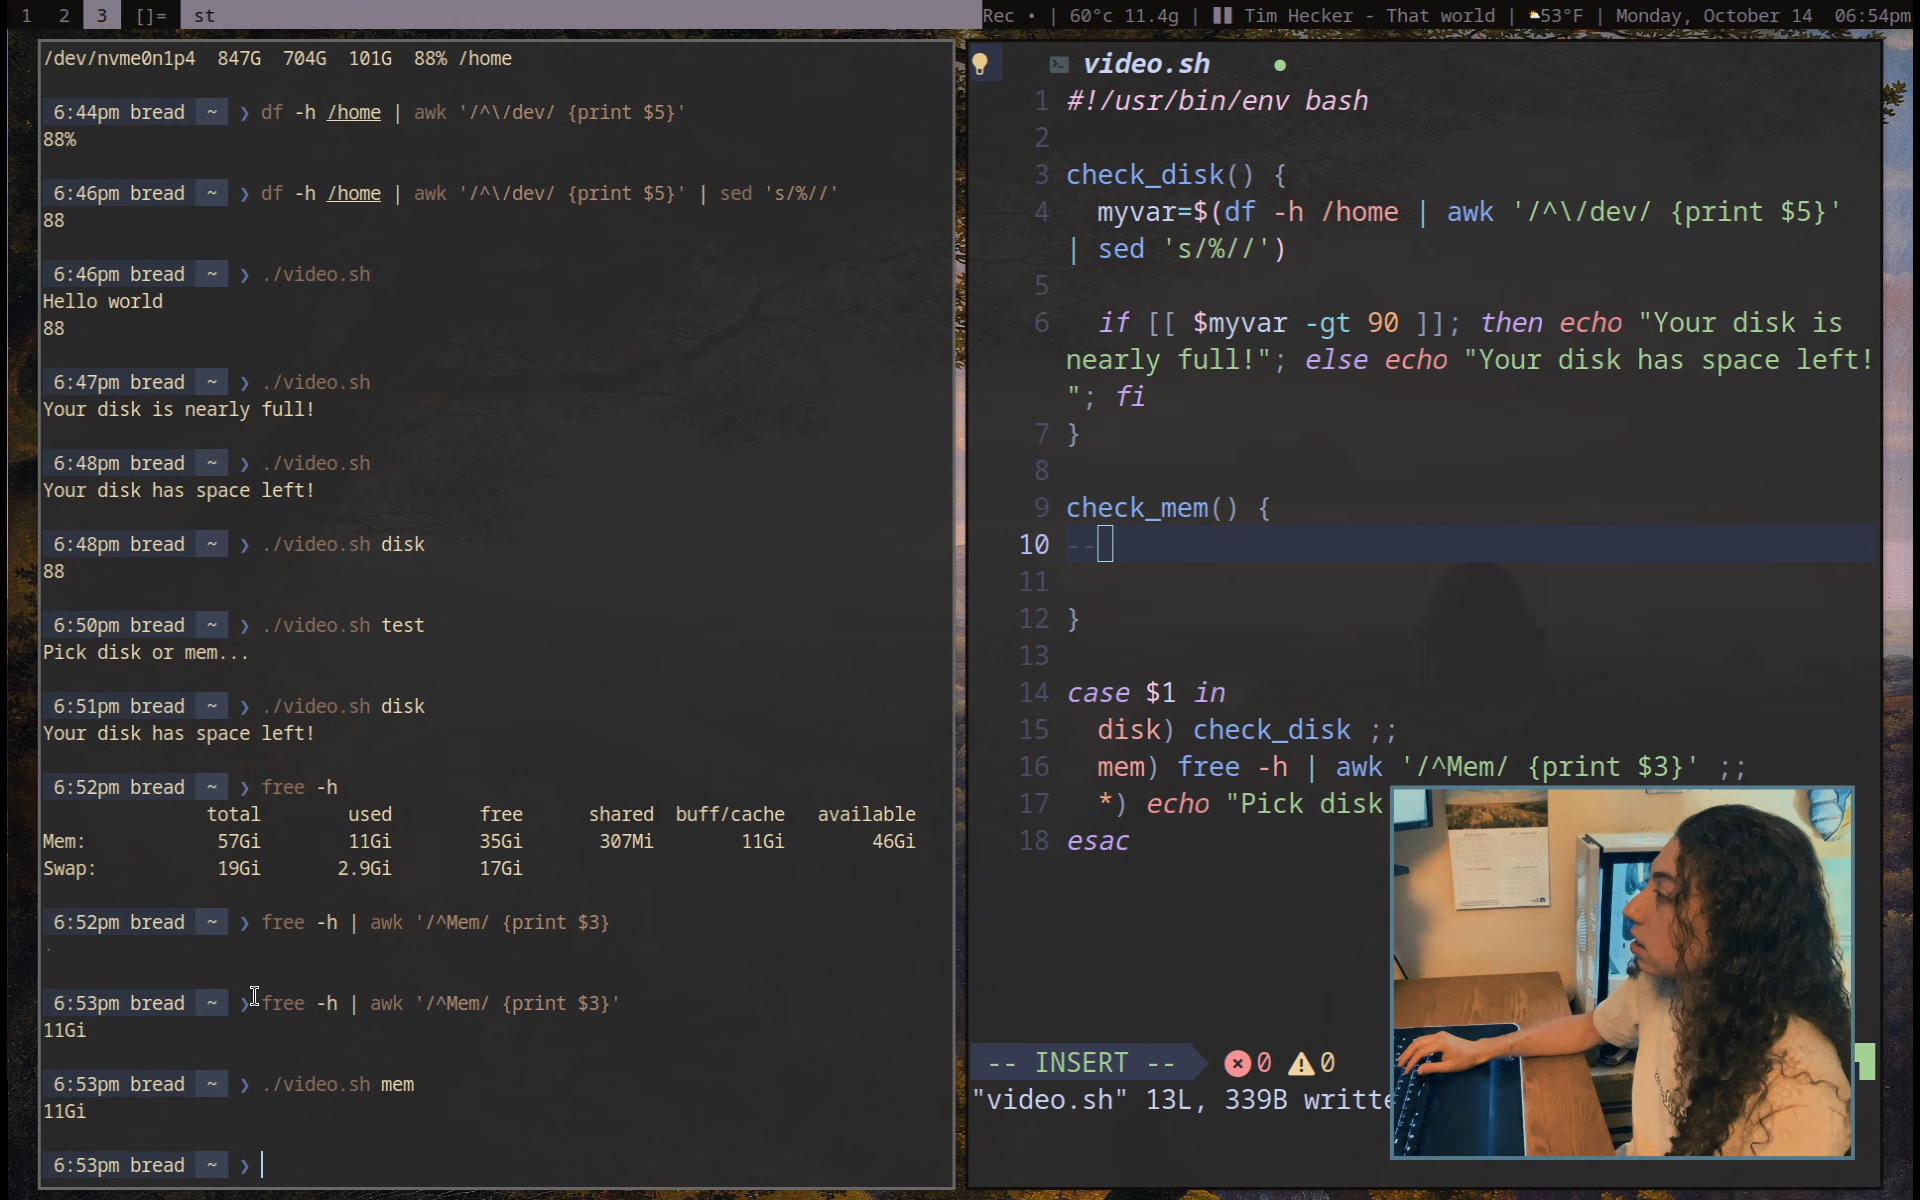 1 2 3 []= st Rec • | 60°c 11.4g | Tim Hecker - That world | 53°F | Monday, October 14 06:54pm
/dev/nvme0n1p4 847G 704G 101G 88% /home
6:44pm bread ~ ❯ df -h /home | awk '/^\/dev/ {print $5}'
88%
6:46pm bread ~ ❯ df -h /home | awk '/^\/dev/ {print $5}' | sed 's/%//'
88
6:46pm bread ~ ❯ ./video.sh
Hello world
88
6:47pm bread ~ ❯ ./video.sh
Your disk is nearly full!
6:48pm bread ~ ❯ ./video.sh
Your disk has space left!
6:48pm bread ~ ❯ ./video.sh disk
88
6:50pm bread ~ ❯ ./video.sh test
Pick disk or mem...
6:51pm bread ~ ❯ ./video.sh disk
Your disk has space left!
6:52pm bread ~ ❯ free -h
total used free shared buff/cache available
Mem: 57Gi 11Gi 35Gi 307Mi 11Gi 46Gi
Swap: 19Gi 2.9Gi 17Gi
6:52pm bread ~ ❯ free -h | awk '/^Mem/ {print $3}
6:53pm bread ~ ❯ free -h | awk '/^Mem/ {print $3}'
11Gi
6:53pm bread ~ ❯ ./video.sh mem
11Gi
6:53pm bread ~ ❯
video.sh ●
1 #!/usr/bin/env bash
2
3 check_disk() {
4 myvar=$(df -h /home | awk '/^\/dev/ {print $5}'
| sed 's/%//')
5
6 if [[ $myvar -gt 90 ]]; then echo "Your disk is
nearly full!"; else echo "Your disk has space left!
"; fi
7 }
8
9 check_mem() {
10 --
11
12 }
13
14 case $1 in
15 disk) check_disk ;;
16 mem) free -h | awk '/^Mem/ {print $3}' ;;
17 *) echo "Pick disk
18 esac
-- INSERT -- 0 0
"video.sh" 13L, 339B writte